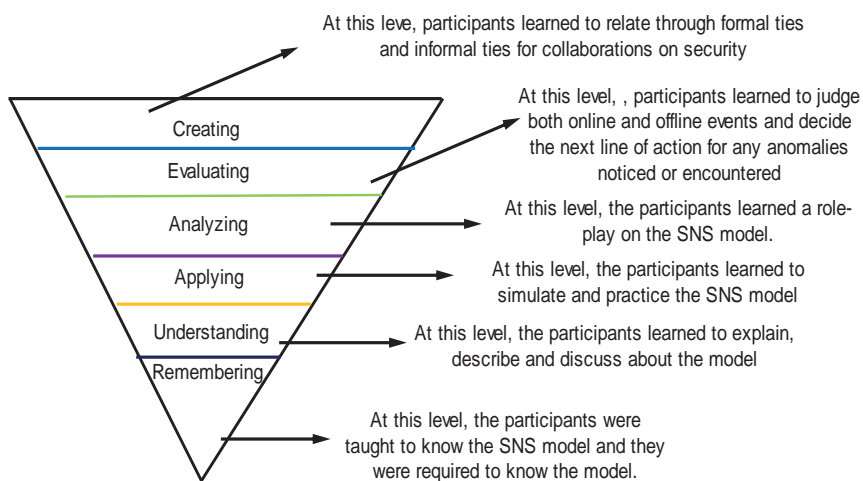 At this leve, participants learned to relate through formal ties
and informal ties for collaborations on security
Creating
At this level, , participants learned to judge
both online and offline events and decide
the next line of action for any anomalies
noticed or encountered
Evaluating
Analyzing
At this level, the participants learned a role-
play on the SNS model.
Applying
At this level, the participants learned to
simulate and practice the SNS model
Understanding
At this level, the participants learned to explain,
describe and discuss about the model
Remembering
At this level, the participants were
taught to know the SNS model and they
were required to know the model.